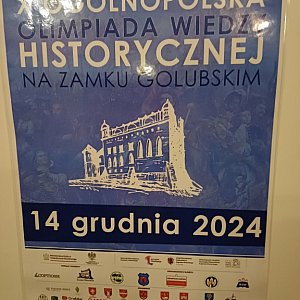 OGÓLNOPOLSKA
OLIMPIADA WIEDZY
HISTORYCZNEJ
NA ZAMKU GOLUBSKIM
14 grudnia 2024